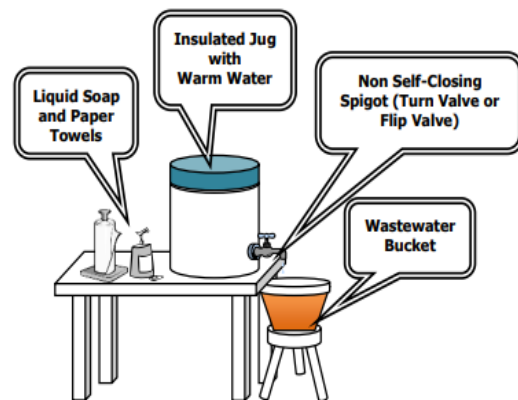 Insulated Jug
with
Warm Water
Liquid Soap
and Paper
Towels
Non Self-Closing
Spigot (Turn Valve or
Flip Valve)
Wastewater
Bucket